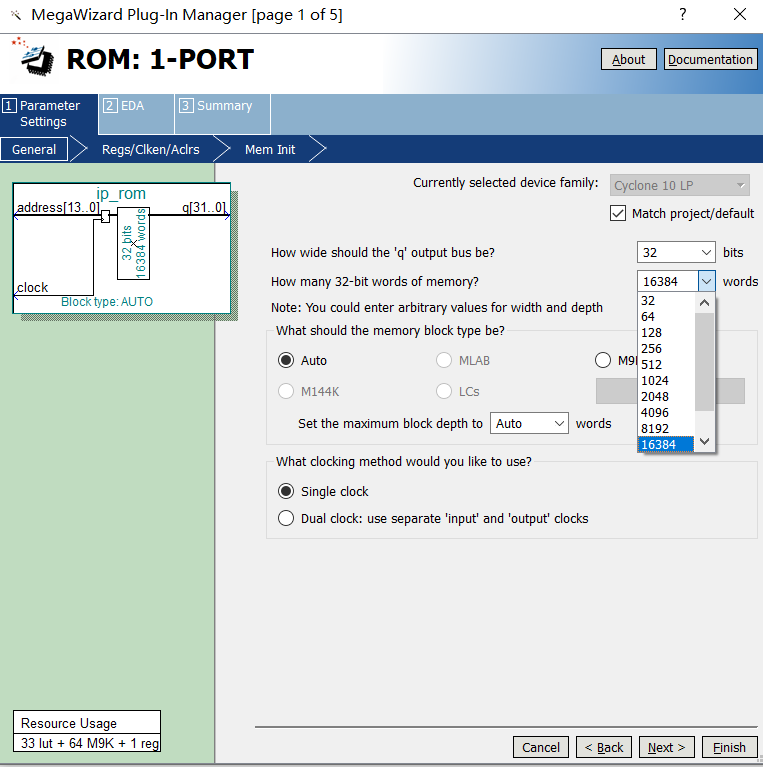 MegaWizard Plug-In Manager [page 1 of 5]
?
ROM: 1-PORT
About
Documentation
1 Parameter Settings
2 EDA
3 Summary
General
Regs/Clken/Aclrs
Mem Init
ip_rom
address[13..0]
q[31..0]
32 bits
16384 words
clock
Block type: AUTO
Currently selected device family:
Cyclone 10 LP
Match project/default
How wide should the 'q' output bus be?
32
bits
How many 32-bit words of memory?
16384
words
Note: You could enter arbitrary values for width and depth
32
64
128
256
512
1024
2048
4096
8192
16384
What should the memory block type be?
Auto
MLAB
M144K
LCs
Set the maximum block depth to
Auto
words
What clocking method would you like to use?
Single clock
Dual clock: use separate 'input' and 'output' clocks
Resource Usage
33 lut + 64 M9K + 1 reg
Cancel
< Back
Next >
Finish